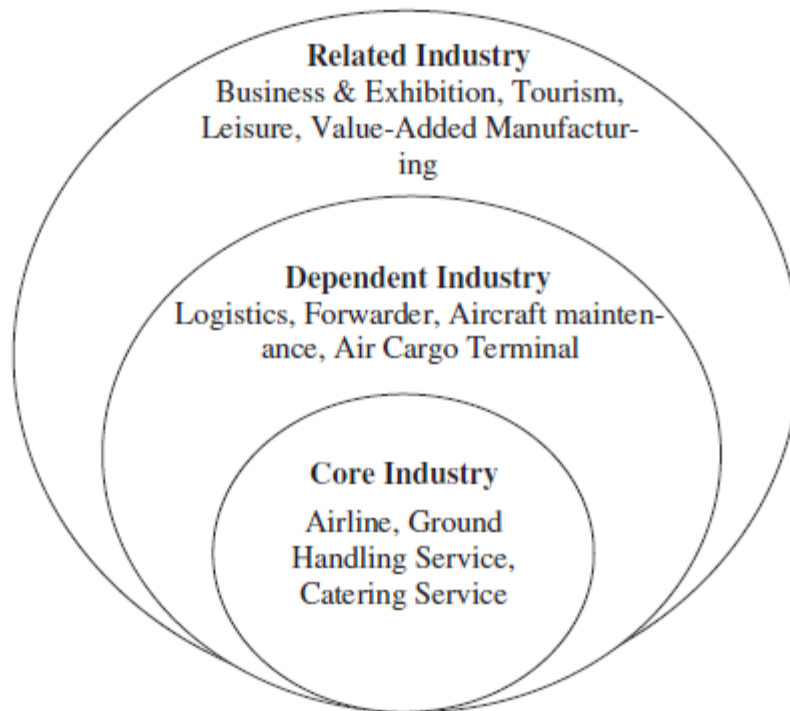 Related Industry
Business & Exhibition, Tourism,
Leisure, Value-Added Manufactur-
ing
Dependent Industry
Logistics, Forwarder, Aircraft mainten-
ance, Air Cargo Terminal
Core Industry
Airline, Ground
Handling Service,
Catering Service